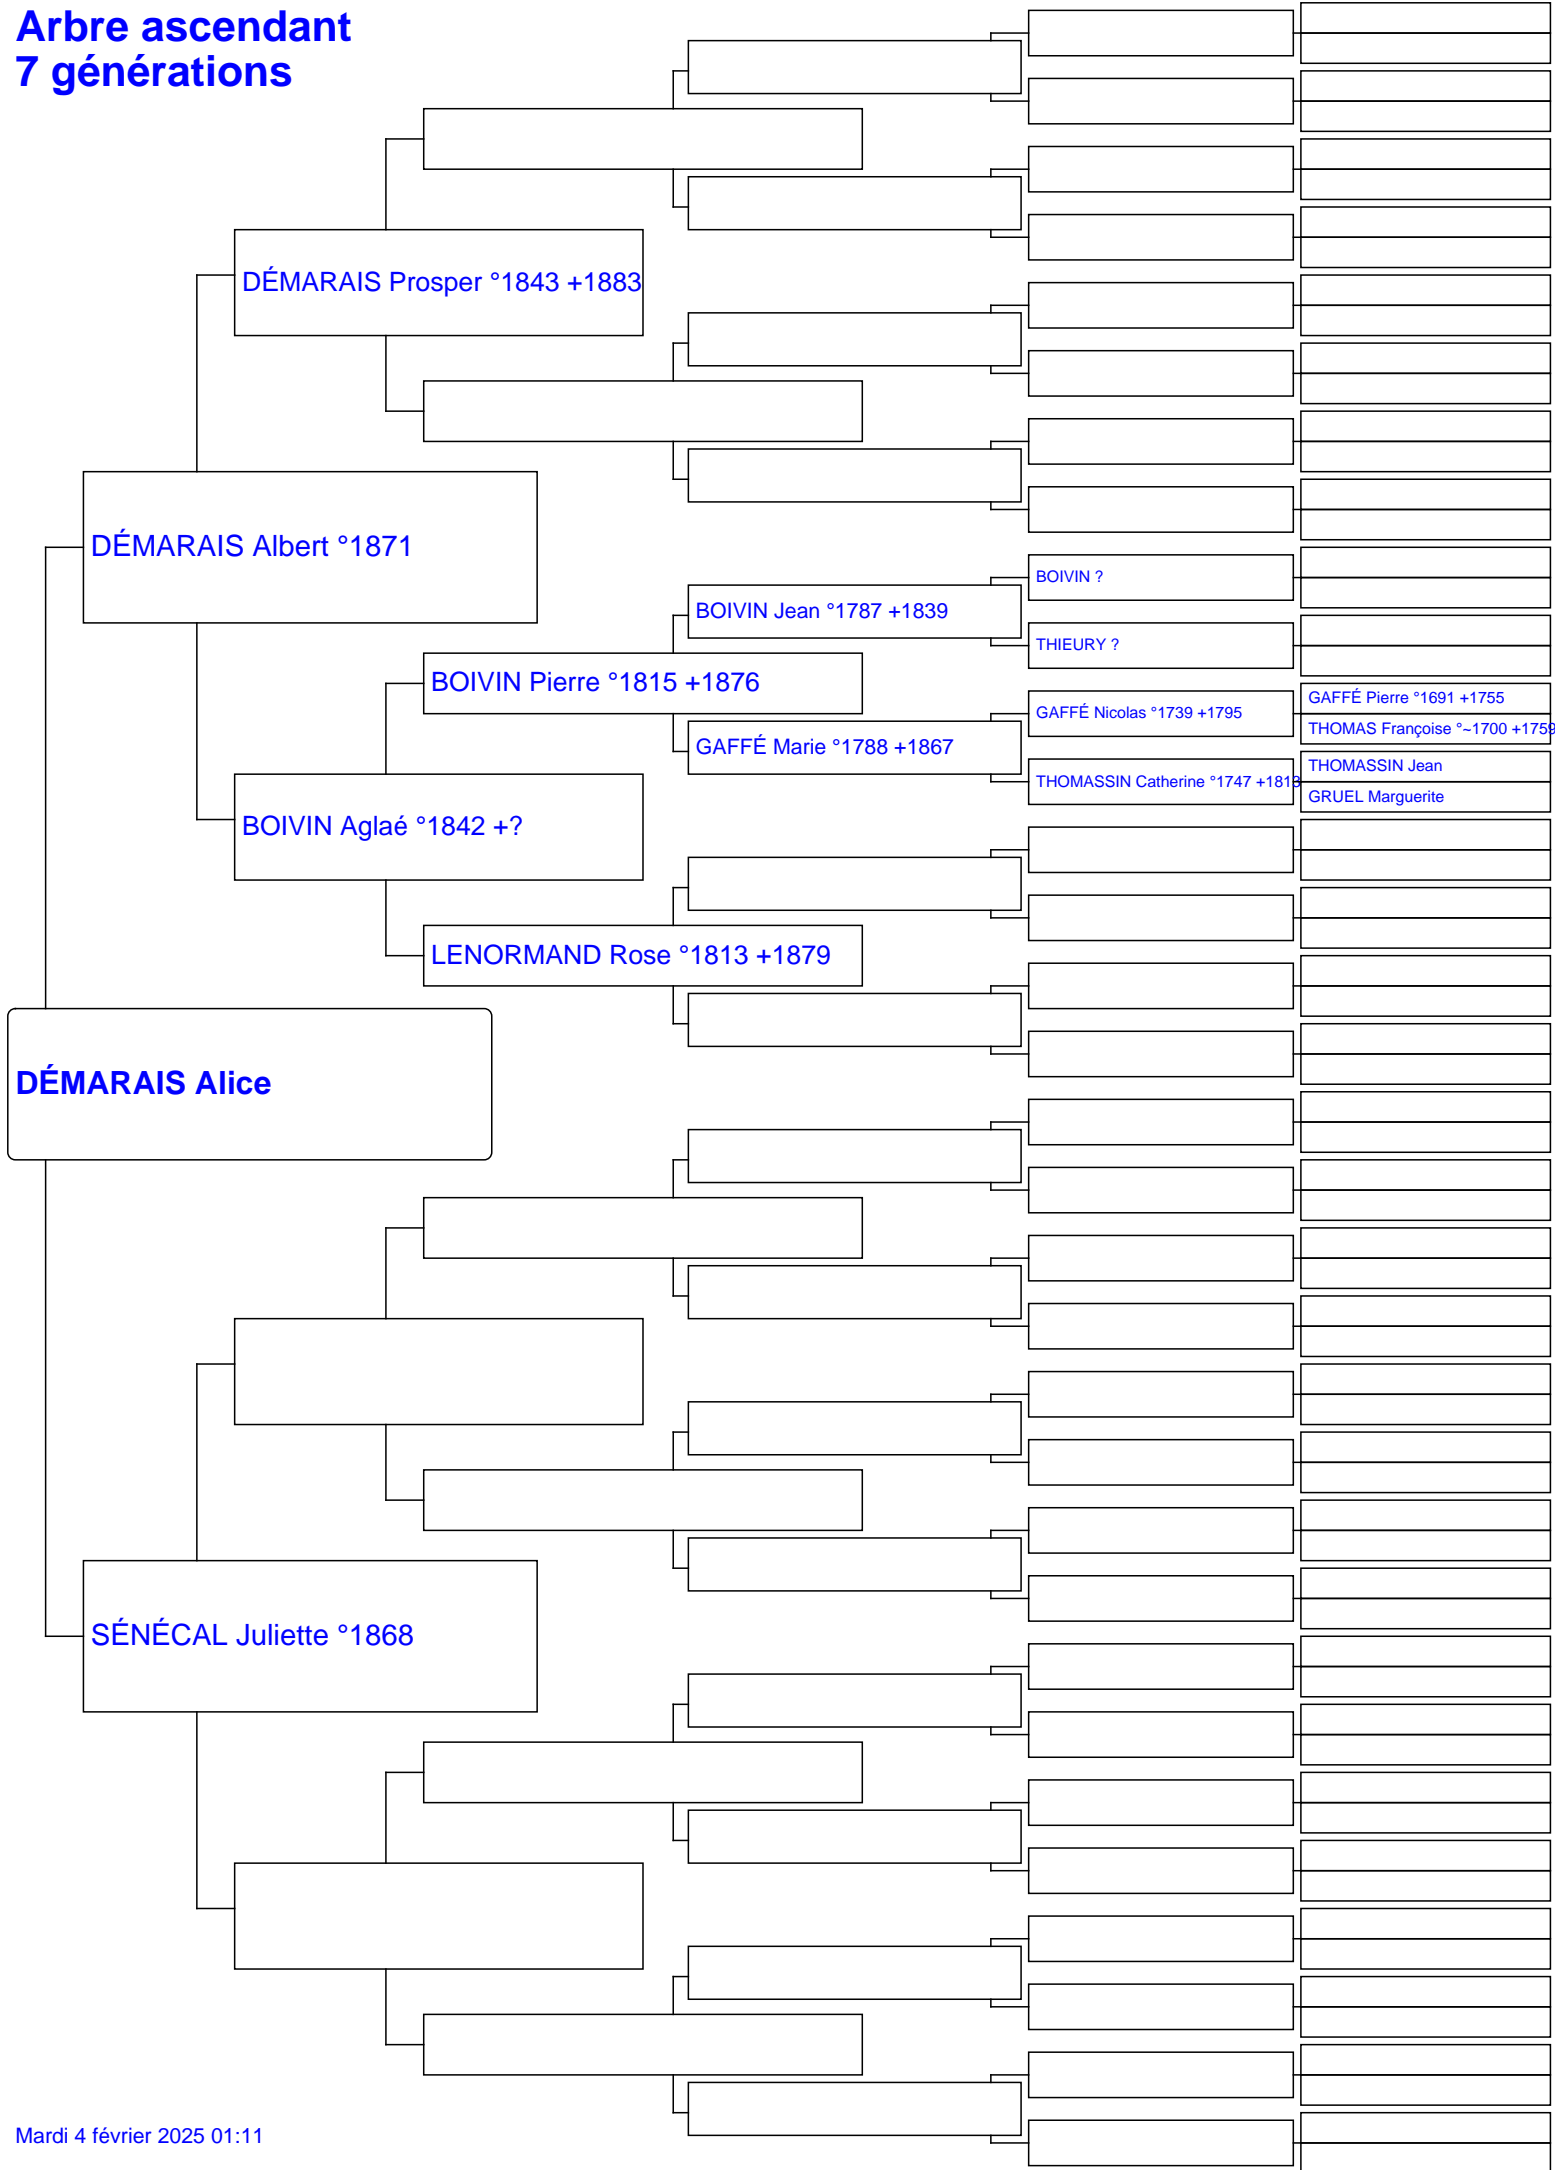 Arbre ascendant
7 générations
DÉMARAIS Prosper °1843 +1883
DÉMARAIS Albert °1871
BOIVIN ?
BOIVIN Jean °1787 +1839
THIEURY ?
BOIVIN Pierre °1815 +1876
GAFFÉ Pierre °1691 +1755
GAFFÉ Nicolas °1739 +1795
THOMAS Françoise °~1700 +1759
GAFFÉ Marie °1788 +1867
THOMASSIN Jean
THOMASSIN Catherine °1747 +1813
GRUEL Marguerite
BOIVIN Aglaé °1842 +?
LENORMAND Rose °1813 +1879
DÉMARAIS Alice
SÉNÉCAL Juliette °1868
Mardi 4 février 2025 01:11